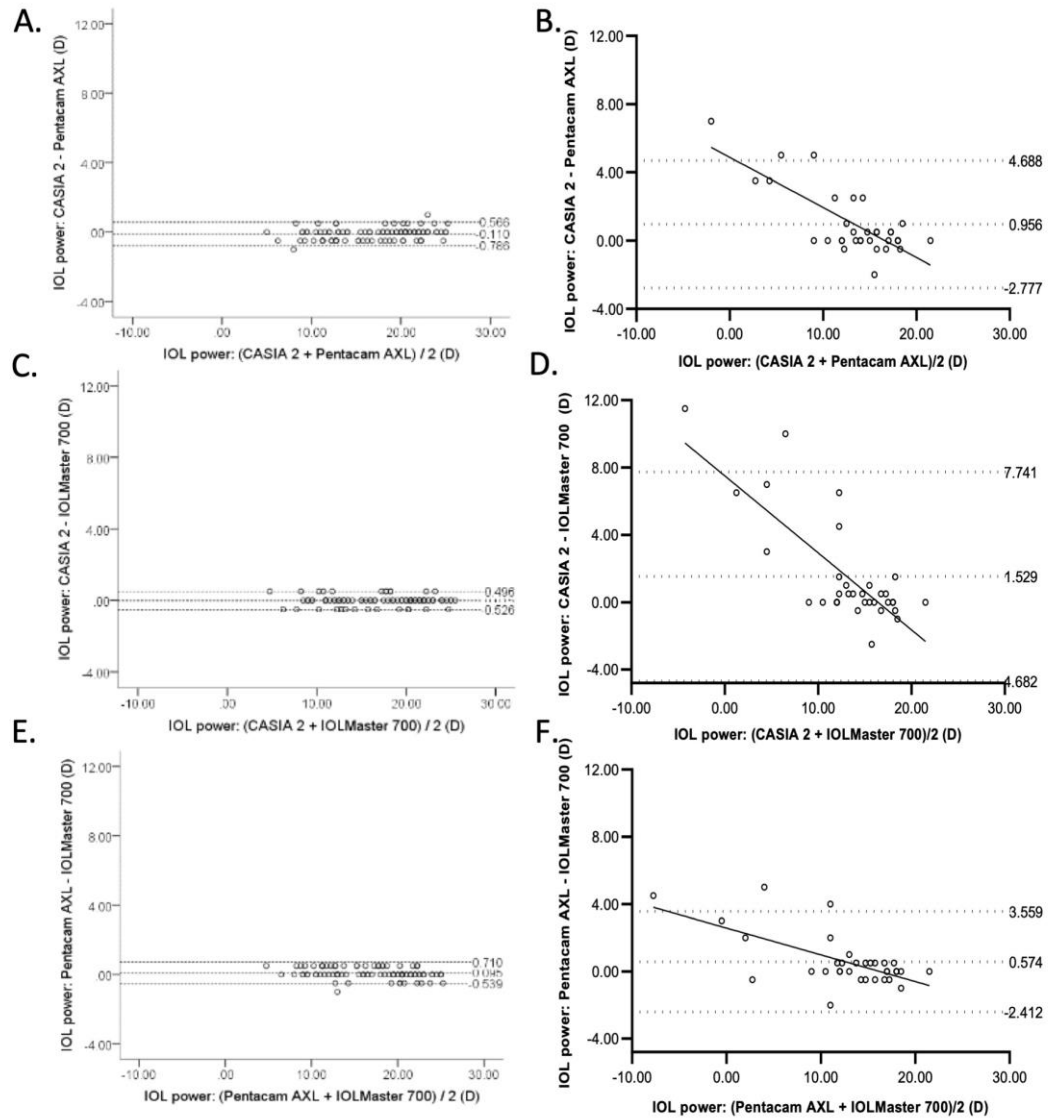 A.
IOL power: CASIA 2 - Pentacam AXL (D)
12.00
8.00
4.00
.00
-4.00
0.566
-0.110
-0.786
-10.00 .00 10.00 20.00 30.00
IOL power: (CASIA 2 + Pentacam AXL) / 2 (D)
B.
IOL power: CASIA 2 - Pentacam AXL (D)
12.00
8.00
4.00
0.00
-4.00
4.688
0.956
-2.777
-10.00 0.00 10.00 20.00 30.00
IOL power: (CASIA 2 + Pentacam AXL)/2 (D)
C.
IOL power: CASIA 2 - IOLMaster 700 (D)
12.00
8.00
4.00
.00
-4.00
0.496
-0.526
-10.00 .00 10.00 20.00 30.00
IOL power: (CASIA 2 + IOLMaster 700) / 2 (D)
D.
IOL power: CASIA 2 - IOLMaster 700 (D)
12.00
8.00
4.00
0.00
-4.00
7.741
1.529
4.682
-10.00 0.00 10.00 20.00 30.00
IOL power: (CASIA 2 + IOLMaster 700)/2 (D)
E.
IOL power: Pentacam AXL - IOLMaster 700 (D)
12.00
8.00
4.00
.00
-4.00
0.710
0.095
-0.539
-10.00 .00 10.00 20.00 30.00
IOL power: (Pentacam AXL + IOLMaster 700) / 2 (D)
F.
IOL power: Pentacam AXL - IOLMaster 700 (D)
12.00
8.00
4.00
0.00
-4.00
3.559
0.574
-2.412
-10.00 0.00 10.00 20.00 30.00
IOL power: (Pentacam AXL + IOLMaster 700)/2 (D)